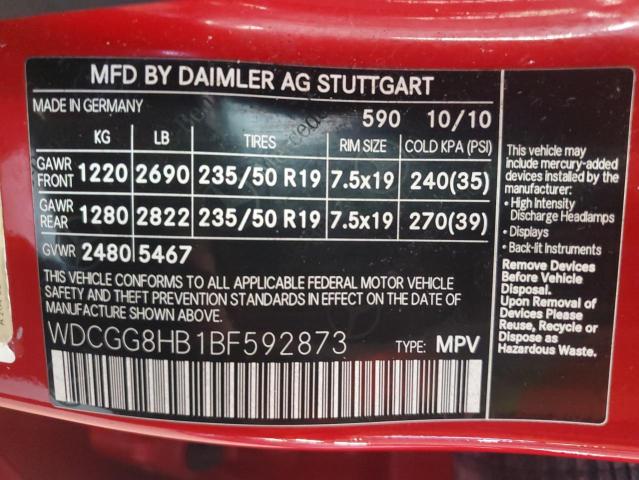 MFD BY DAIMLER AG STUTTGART
MADE IN GERMANY 590 10/10
KG LB TIRES RIM SIZE COLD KPA (PSI)
GAWR FRONT 1220 2690 235/50 R19 7.5x19 240(35)
GAWR REAR 1280 2822 235/50 R19 7.5x19 270(39)
GVWR 2480 5467
THIS VEHICLE CONFORMS TO ALL APPLICABLE FEDERAL MOTOR VEHICLE
SAFETY AND THEFT PREVENTION STANDARDS IN EFFECT ON THE DATE OF
MANUFACTURE SHOWN ABOVE.
WDCGG8HB1BF592873 TYPE: MPV
This vehicle may
include mercury-added
devices installed by the
manufacturer:
• High Intensity
Discharge Headlamps
• Displays
• Back-lit Instruments
Remove Devices
Before Vehicle
Disposal.
Upon Removal of
Devices Please
Reuse, Recycle or
Dispose as
Hazardous Waste.